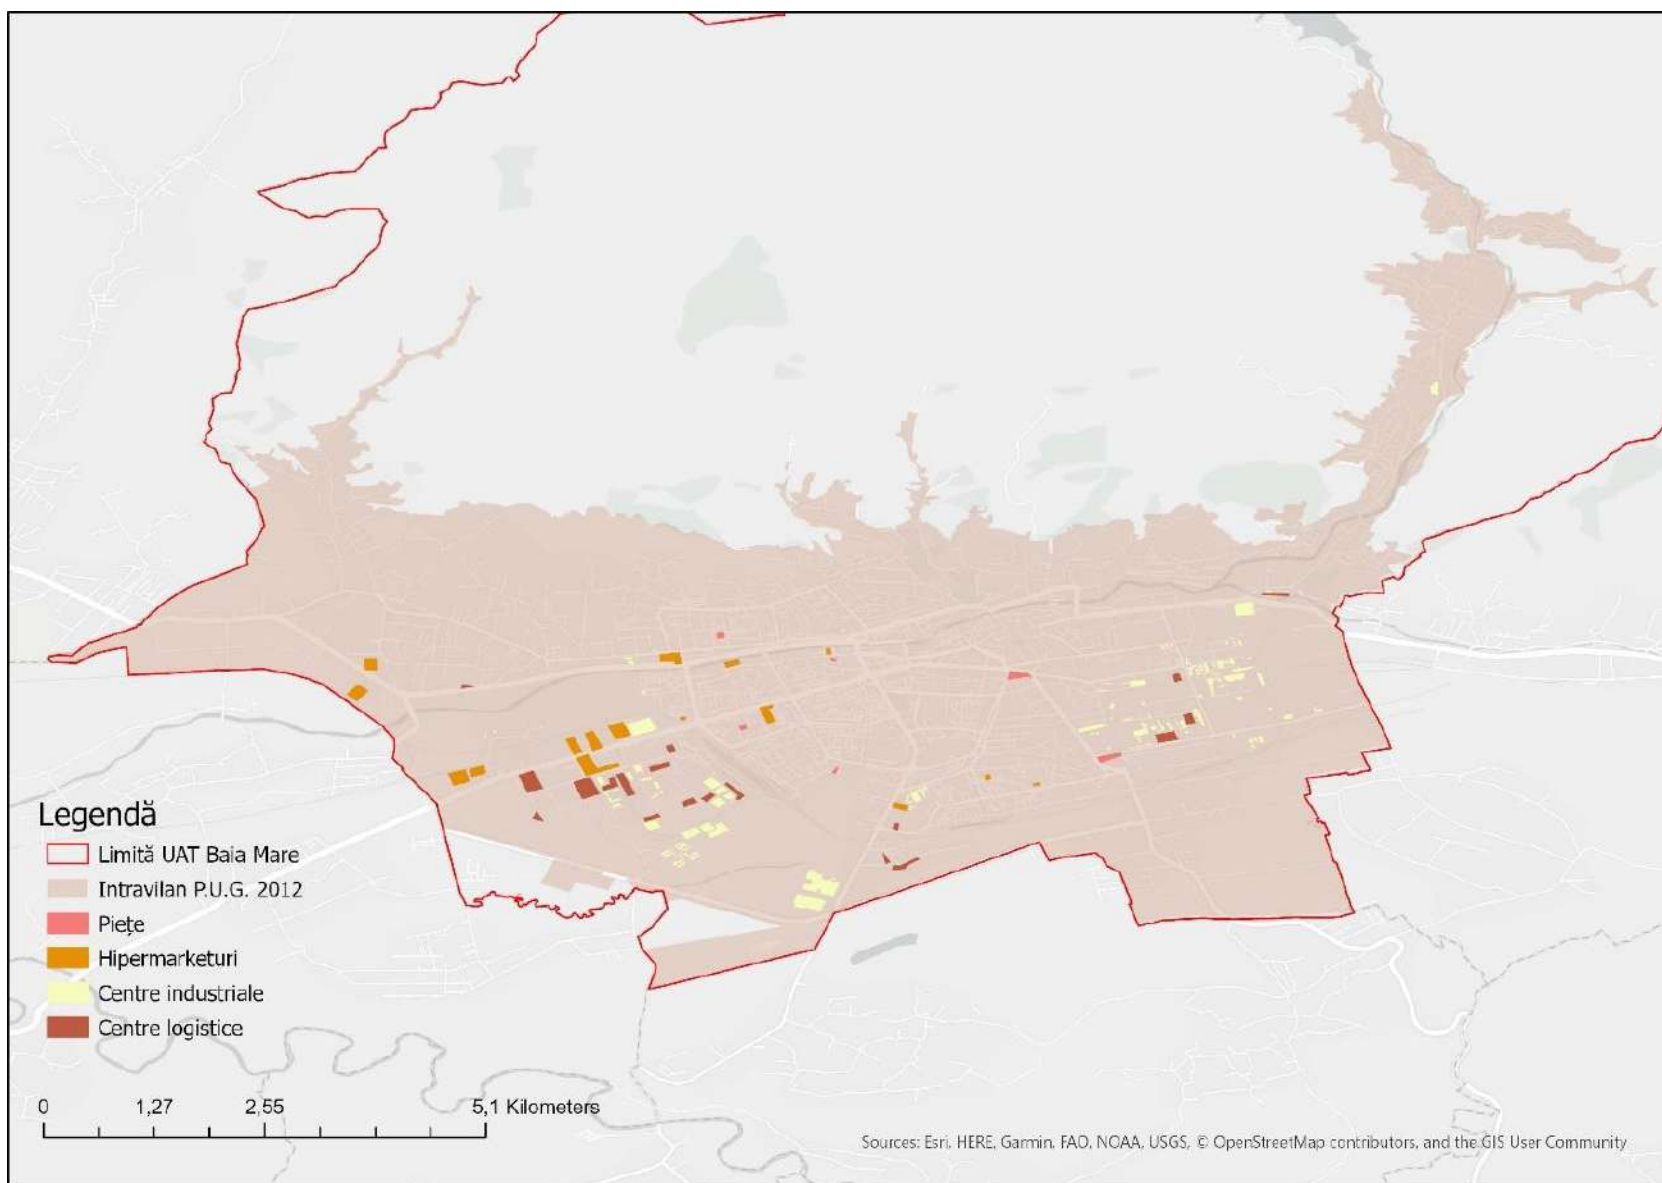 Legendă
Limită UAT Baia Mare
Intravilan P.U.G. 2012
Piețe
Hipermarketuri
Centre industriale
Centre logistice
0 1,27 2,55 5,1 Kilometers
Sources: Esri, HERE, Garmin, FAO, NOAA, USGS, © OpenStreetMap contributors, and the GIS User Community